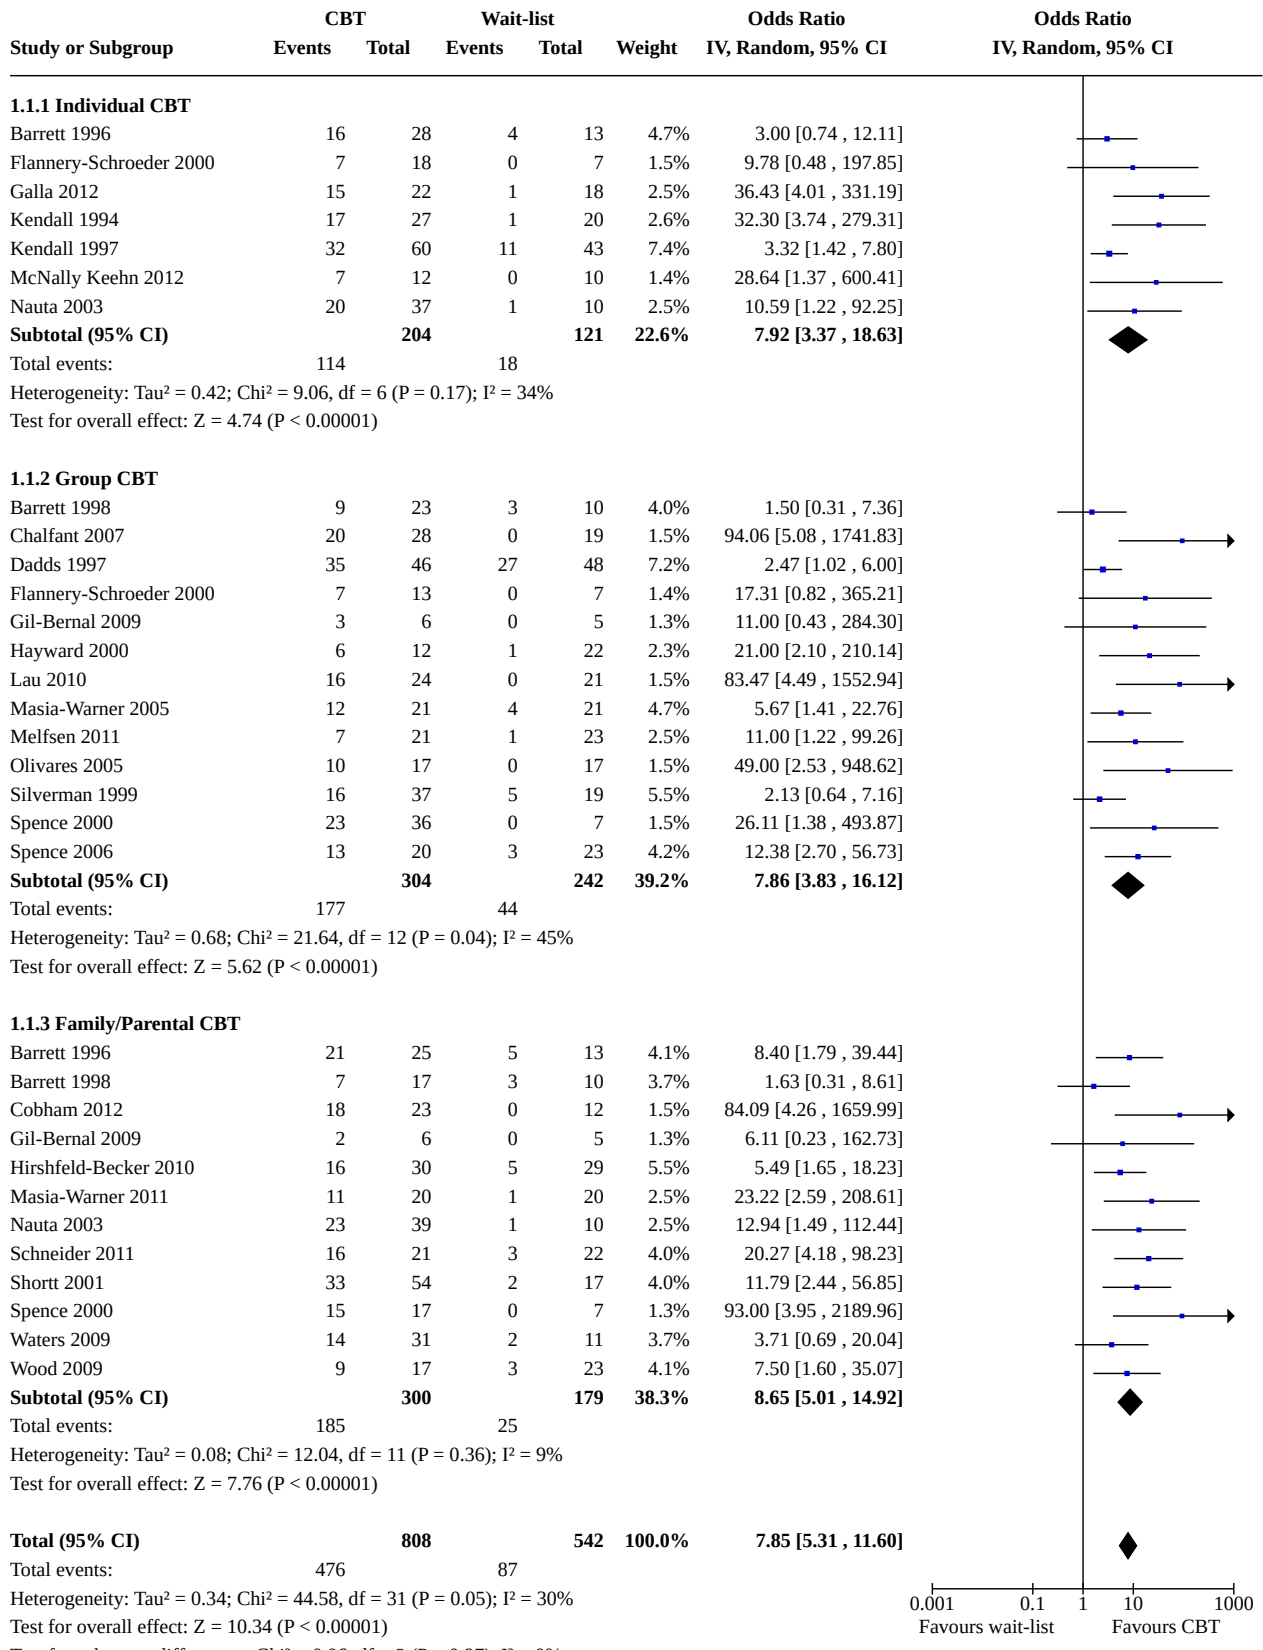 CBT Wait-list Odds Ratio Odds Ratio
Study or Subgroup Events Total Events Total Weight IV, Random, 95% CI IV, Random, 95% CI
1.1.1 Individual CBT
Barrett 1996 16 28 4 13 4.7% 3.00 [0.74 , 12.11]
Flannery-Schroeder 2000 7 18 0 7 1.5% 9.78 [0.48 , 197.85]
Galla 2012 15 22 1 18 2.5% 36.43 [4.01 , 331.19]
Kendall 1994 17 27 1 20 2.6% 32.30 [3.74 , 279.31]
Kendall 1997 32 60 11 43 7.4% 3.32 [1.42 , 7.80]
McNally Keehn 2012 7 12 0 10 1.4% 28.64 [1.37 , 600.41]
Nauta 2003 20 37 1 10 2.5% 10.59 [1.22 , 92.25]
Subtotal (95% CI) 204 121 22.6% 7.92 [3.37 , 18.63]
Total events: 114 18
Heterogeneity: Tau² = 0.42; Chi² = 9.06, df = 6 (P = 0.17); I² = 34%
Test for overall effect: Z = 4.74 (P < 0.00001)
1.1.2 Group CBT
Barrett 1998 9 23 3 10 4.0% 1.50 [0.31 , 7.36]
Chalfant 2007 20 28 0 19 1.5% 94.06 [5.08 , 1741.83]
Dadds 1997 35 46 27 48 7.2% 2.47 [1.02 , 6.00]
Flannery-Schroeder 2000 7 13 0 7 1.4% 17.31 [0.82 , 365.21]
Gil-Bernal 2009 3 6 0 5 1.3% 11.00 [0.43 , 284.30]
Hayward 2000 6 12 1 22 2.3% 21.00 [2.10 , 210.14]
Lau 2010 16 24 0 21 1.5% 83.47 [4.49 , 1552.94]
Masia-Warner 2005 12 21 4 21 4.7% 5.67 [1.41 , 22.76]
Melfsen 2011 7 21 1 23 2.5% 11.00 [1.22 , 99.26]
Olivares 2005 10 17 0 17 1.5% 49.00 [2.53 , 948.62]
Silverman 1999 16 37 5 19 5.5% 2.13 [0.64 , 7.16]
Spence 2000 23 36 0 7 1.5% 26.11 [1.38 , 493.87]
Spence 2006 13 20 3 23 4.2% 12.38 [2.70 , 56.73]
Subtotal (95% CI) 304 242 39.2% 7.86 [3.83 , 16.12]
Total events: 177 44
Heterogeneity: Tau² = 0.68; Chi² = 21.64, df = 12 (P = 0.04); I² = 45%
Test for overall effect: Z = 5.62 (P < 0.00001)
1.1.3 Family/Parental CBT
Barrett 1996 21 25 5 13 4.1% 8.40 [1.79 , 39.44]
Barrett 1998 7 17 3 10 3.7% 1.63 [0.31 , 8.61]
Cobham 2012 18 23 0 12 1.5% 84.09 [4.26 , 1659.99]
Gil-Bernal 2009 2 6 0 5 1.3% 6.11 [0.23 , 162.73]
Hirshfeld-Becker 2010 16 30 5 29 5.5% 5.49 [1.65 , 18.23]
Masia-Warner 2011 11 20 1 20 2.5% 23.22 [2.59 , 208.61]
Nauta 2003 23 39 1 10 2.5% 12.94 [1.49 , 112.44]
Schneider 2011 16 21 3 22 4.0% 20.27 [4.18 , 98.23]
Shortt 2001 33 54 2 17 4.0% 11.79 [2.44 , 56.85]
Spence 2000 15 17 0 7 1.3% 93.00 [3.95 , 2189.96]
Waters 2009 14 31 2 11 3.7% 3.71 [0.69 , 20.04]
Wood 2009 9 17 3 23 4.1% 7.50 [1.60 , 35.07]
Subtotal (95% CI) 300 179 38.3% 8.65 [5.01 , 14.92]
Total events: 185 25
Heterogeneity: Tau² = 0.08; Chi² = 12.04, df = 11 (P = 0.36); I² = 9%
Test for overall effect: Z = 7.76 (P < 0.00001)
Total (95% CI) 808 542 100.0% 7.85 [5.31 , 11.60]
Total events: 476 87
Heterogeneity: Tau² = 0.34; Chi² = 44.58, df = 31 (P = 0.05); I² = 30%
0.001 0.1 1 10 1000
Test for overall effect: Z = 10.34 (P < 0.00001)
Favours wait-list Favours CBT